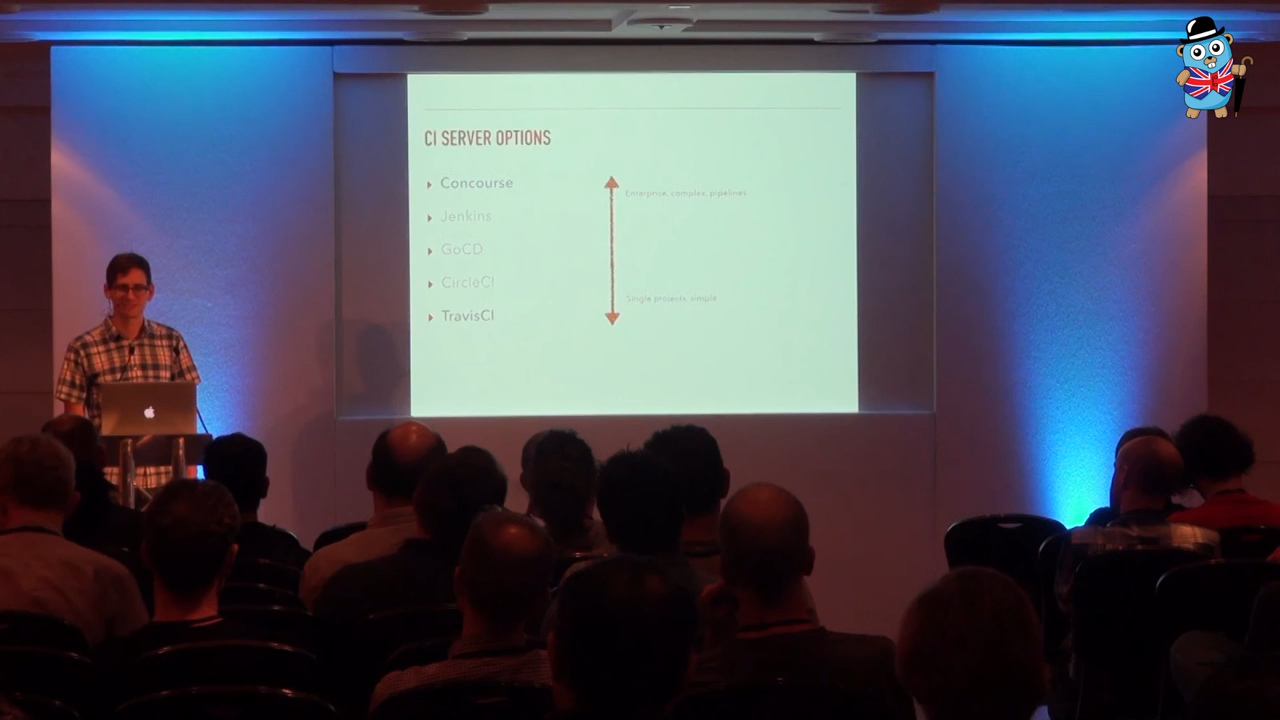 CI SERVER OPTIONS
Concourse
Jenkins
GoCD
CircleCI
TravisCI
Enterprise, complex, pipelines
Single projects, simple